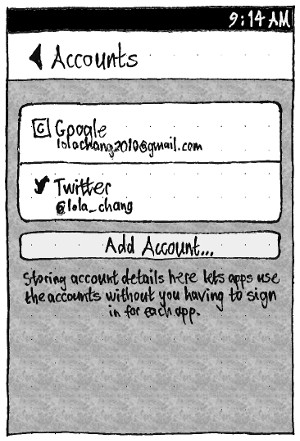 9:14 AM
Accounts
Google
lolachang2010@gmail.com
Twitter
@lola_chang
Add Account...
Storing account details here lets apps use
the accounts without you having to sign
in for each app.